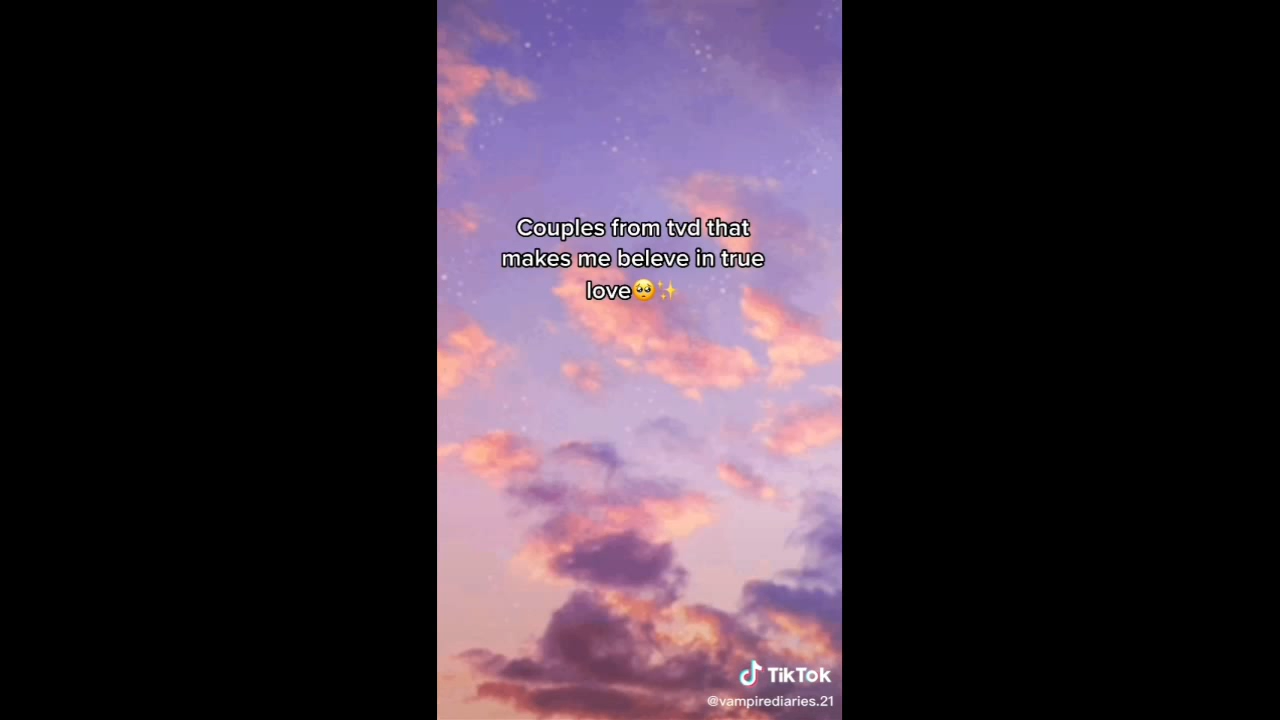 Couples from tvd that
makes me beleve in true
love🥺✨
TikTok
@vampirediaries.21